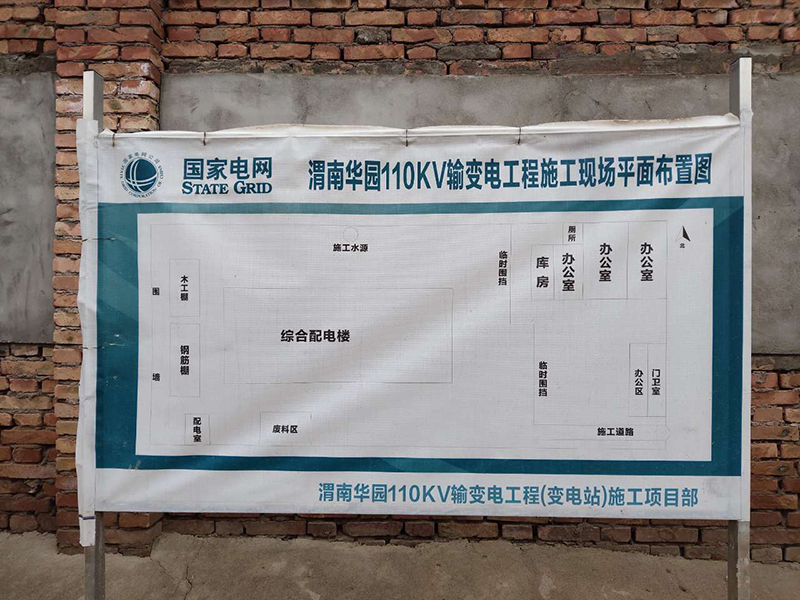 国家电网
STATE GRID
渭南华园110KV输变电工程施工现场平面布置图
施工水源
厕所
北
临时围挡
库房
办公室
办公室
办公室
木工棚
围墙
综合配电楼
钢筋棚
临时围挡
办公区
门卫室
配电室
废料区
施工道路
渭南华园110KV输变电工程(变电站)施工项目部